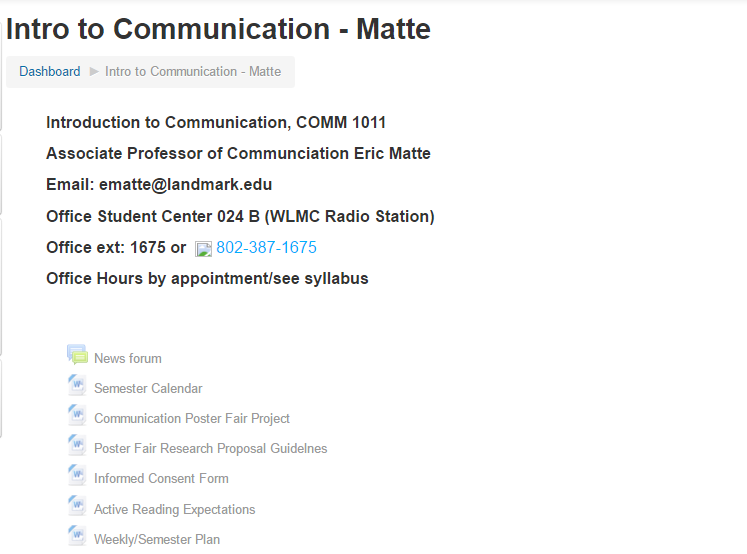 Intro to Communication - Matte
Dashboard ▶ Intro to Communication - Matte
Introduction to Communication, COMM 1011
Associate Professor of Communciation Eric Matte
Email: ematte@landmark.edu
Office Student Center 024 B (WLMC Radio Station)
Office ext: 1675 or 802-387-1675
Office Hours by appointment/see syllabus
News forum
Semester Calendar
Communication Poster Fair Project
Poster Fair Research Proposal Guidelnes
Informed Consent Form
Active Reading Expectations
Weekly/Semester Plan